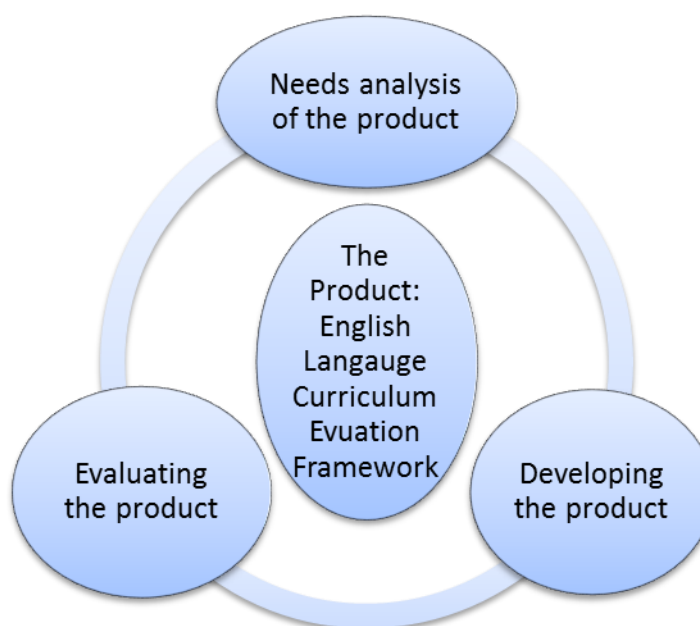 Needs analysis
of the product
The
Product:
English
Langauge
Curriculum
Evuation
Framework
Evaluating
the product
Developing
the product